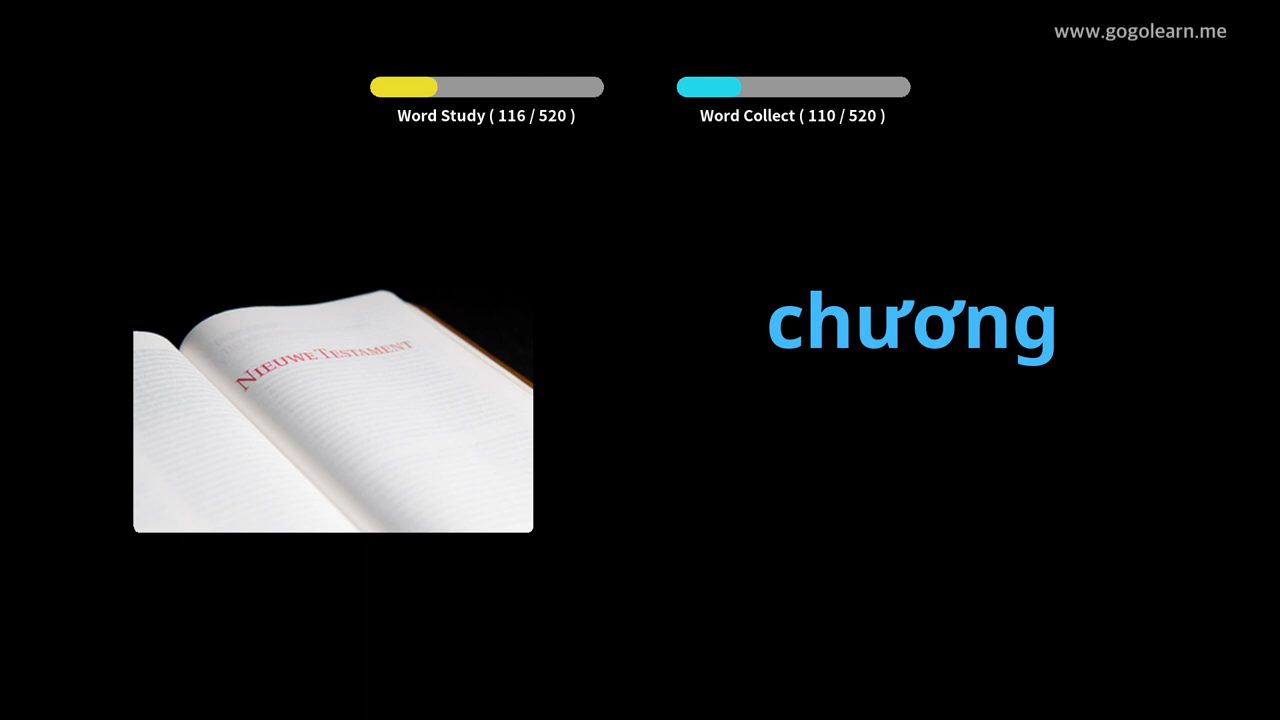 www.gogolearn.me
Word Study ( 116 / 520 )
Word Collect ( 110 / 520 )
chương
NIEUWE TESTAMENT